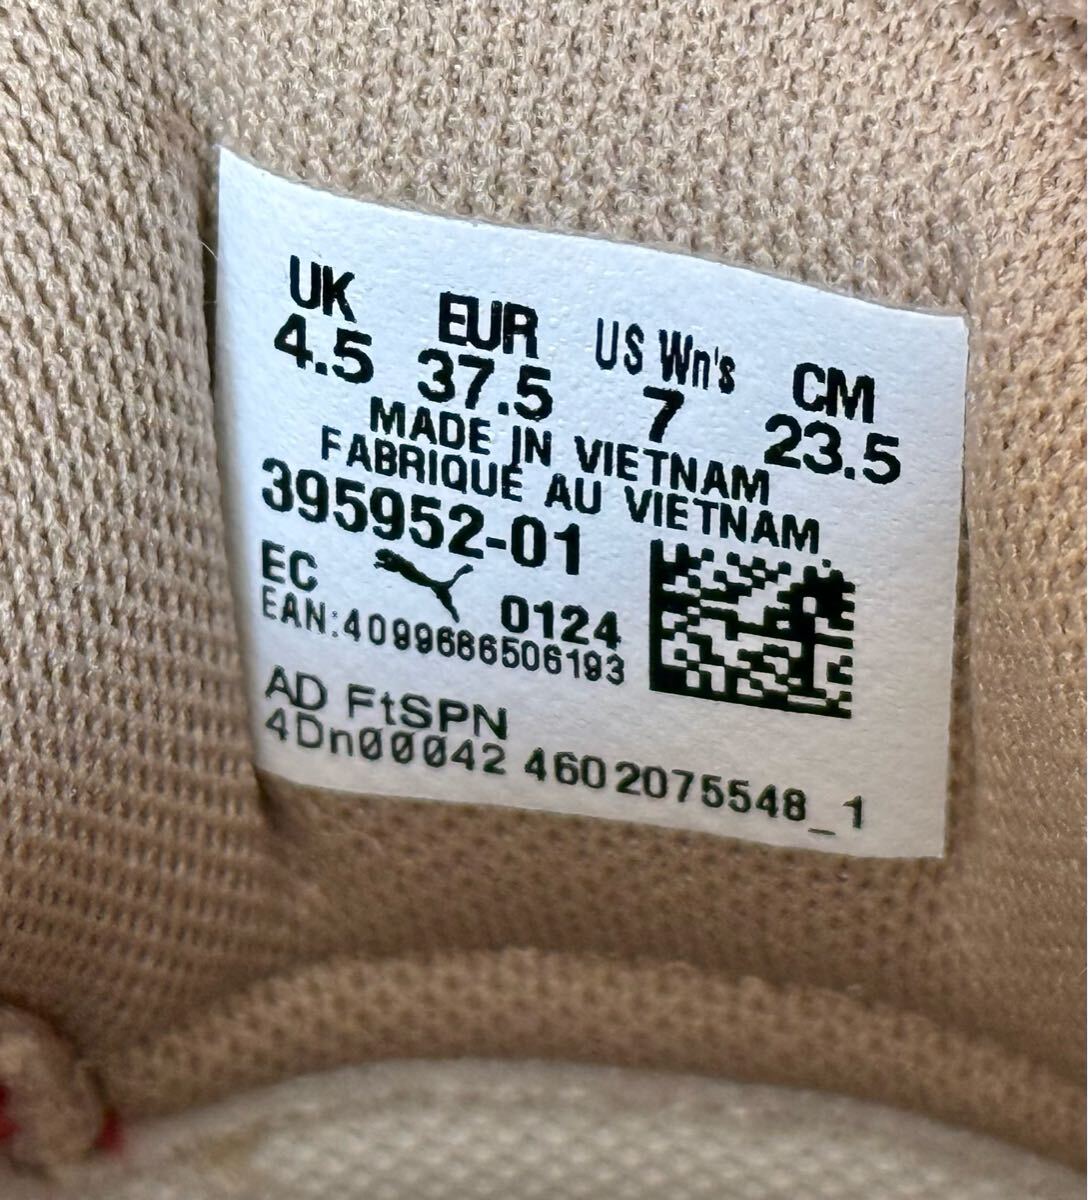 UK EUR US Wn's CM
4.5 37.5 7 23.5
MADE IN VIETNAM
FABRIQUE AU VIETNAM
395952-01
EC 0124
EAN:4099686506193
AD FtSPN
4Dn00042 4602075548_1